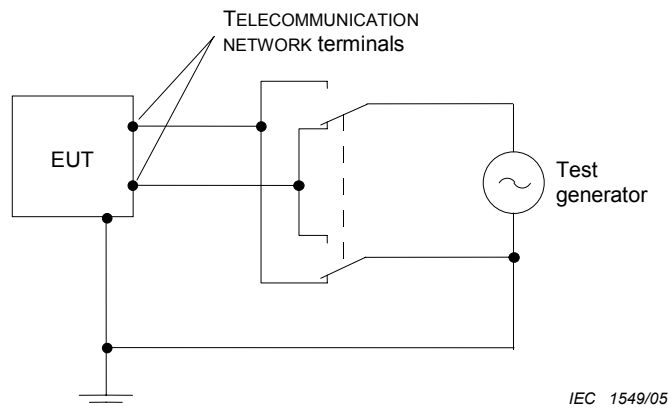 TELECOMMUNICATION
NETWORK terminals
EUT
Test
generator
IEC 1549/05